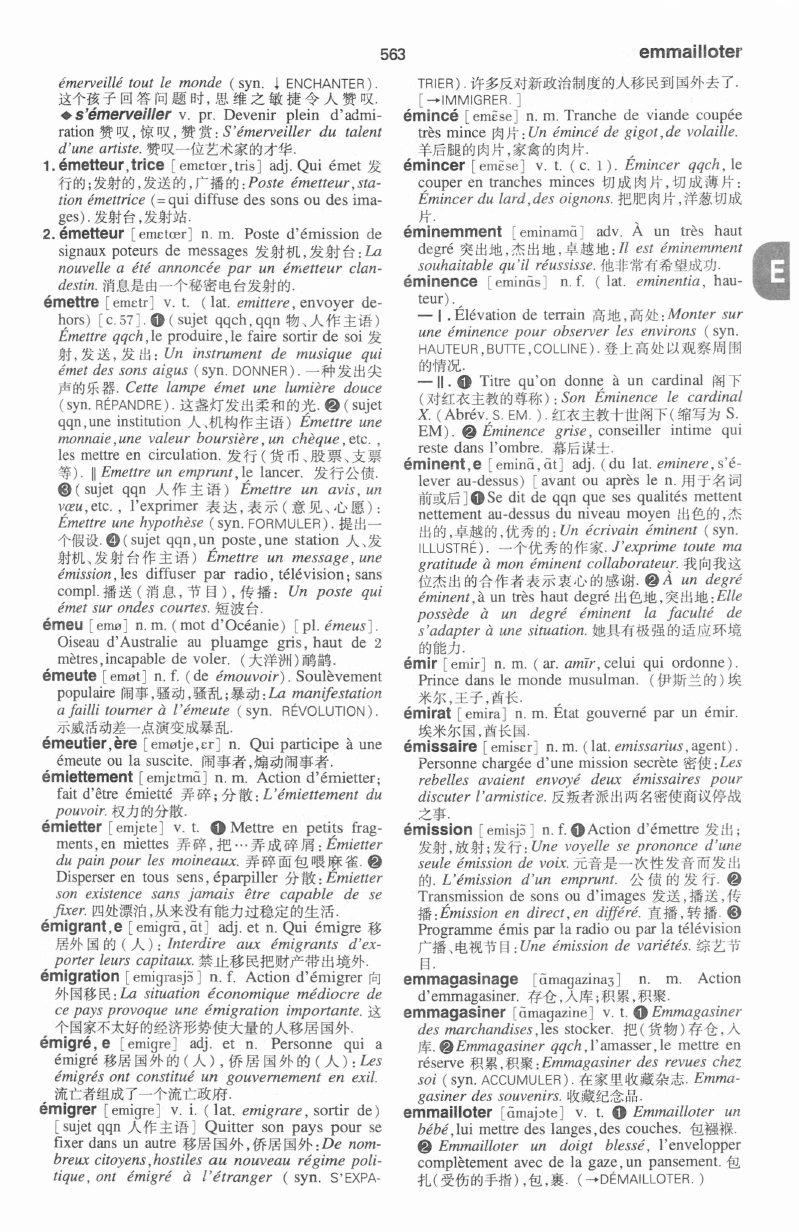 563
emmailloter
émerveillé tout le monde (syn. ↓ ENCHANTER).
这个孩子回答问题时,思维之敏捷令人赞叹.
◆s'émerveiller v. pr. Devenir plein d'admi-
ration 赞叹,惊叹,赞赏:S'émerveiller du talent
d'une artiste. 赞叹一位艺术家的才华.
1. émetteur,trice [emɛtœr,tris] adj. Qui émet 发
行的;发射的,发送的,广播的:Poste émetteur,sta-
tion émettrice (=qui diffuse des sons ou des ima-
ges). 发射台,发射站.
2. émetteur [emɛtœr] n. m. Poste d'émission de
signaux poteurs de messages 发射机,发射台:La
nouvelle a été annoncée par un émetteur clan-
destin. 消息是由一个秘密电台发射的.
émettre [emɛtr] v. t. (lat. emittere, envoyer de-
hors) [c.57]. ❶ (sujet qqch,qqn 物、人作主语)
Émettre qqch,le produire,le faire sortir de soi 发
射,发送,发出: Un instrument de musique qui
émet des sons aigus (syn. DONNER). 一种发出尖
声的乐器. Cette lampe émet une lumière douce
(syn. RÉPANDRE). 这盏灯发出柔和的光. ❷ (sujet
qqn,une institution 人、机构作主语) Émettre une
monnaie,une valeur boursière, un chèque,etc. ,
les mettre en circulation. 发行(货币、股票、支票
等). ‖ Emettre un emprunt,le lancer. 发行公债.
❸ (sujet qqn 人作主语) Émettre un avis, un
vœu,etc. , l'exprimer 表达,表示(意见、心愿):
Émettre une hypothèse (syn. FORMULER). 提出一
个假设. ❹ (sujet qqn,un poste,une station 人、发
射机、发射台作主语) Émettre un message, une
émission,les diffuser par radio, télévision; sans
compl. 播送(消息,节目),传播: Un poste qui
émet sur ondes courtes. 短波台.
émeu [emø] n. m. (mot d'Océanie) [pl. émeus].
Oiseau d'Australie au pluamge gris, haut de 2
mètres,incapable de voler. (大洋洲)鸸鹋.
émeute [emøt] n. f. (de émouvoir). Soulèvement
populaire 闹事,骚动,骚乱;暴动:La manifestation
a failli tourner à l'émeute (syn. RÉVOLUTION).
示威活动差一点演变成暴乱.
émeutier,ère [emøtje,ɛr] n. Qui participe à une
émeute ou la suscite. 闹事者,煽动闹事者.
émiettement [emjɛtmɑ̃] n. m. Action d'émietter;
fait d'être émietté 弄碎;分散:L'émiettement du
pouvoir. 权力的分散.
émietter [emjɛte] v. t. ❶ Mettre en petits frag-
ments,en miettes 弄碎,把…弄成碎屑:Émietter
du pain pour les moineaux. 弄碎面包喂麻雀. ❷
Disperser en tous sens, éparpiller 分散:Émietter
son existence sans jamais être capable de se
fixer. 四处漂泊,从来没有能力过稳定的生活.
émigrant,e [emigrɑ̃,ɑ̃t] adj. et n. Qui émigre 移
居外国的(人): Interdire aux émigrants d'ex-
porter leurs capitaux. 禁止移民把财产带出境外.
émigration [emigrasjɔ̃] n. f. Action d'émigrer 向
外国移民:La situation économique médiocre de
ce pays provoque une émigration importante. 这
个国家不太好的经济形势使大量的人移居国外.
émigré, e [emigre] adj. et n. Personne qui a
émigré 移居国外的(人),侨居国外的(人):Les
émigrés ont constitué un gouvernement en exil.
流亡者组成了一个流亡政府.
émigrer [emigre] v. i. (lat. emigrare, sortir de)
[sujet qqn 人作主语] Quitter son pays pour se
fixer dans un autre 移居国外,侨居国外:De nom-
breux citoyens,hostiles au nouveau régime poli-
tique, ont émigré à l'étranger (syn. S'EXPA-
TRIER). 许多反对新政治制度的人移民到国外去了.
[→IMMIGRER.]
émincé [emɛ̃se] n. m. Tranche de viande coupée
très mince 肉片:Un émincé de gigot,de volaille.
羊后腿的肉片,家禽的肉片.
émincer [emɛ̃se] v. t. (c. 1). Émincer qqch, le
couper en tranches minces 切成肉片,切成薄片:
Émincer du lard,des oignons. 把肥肉片,洋葱切成
片.
éminemment [eminamɑ̃] adv. À un très haut
degré 突出地,杰出地,卓越地:Il est éminemment
souhaitable qu'il réussisse. 他非常有希望成功.
éminence [eminɑ̃s] n. f. (lat. eminentia, hau-
teur).
— Ⅰ. Élévation de terrain 高地,高处:Monter sur
une éminence pour observer les environs (syn.
HAUTEUR,BUTTE,COLLINE). 登上高处以观察周围
的情况.
— Ⅱ. ❶ Titre qu'on donne à un cardinal 阁下
(对红衣主教的尊称): Son Éminence le cardinal
X. (Abrév. S. EM. ). 红衣主教十世阁下(缩写为 S.
EM). ❷ Éminence grise, conseiller intime qui
reste dans l'ombre. 幕后谋士.
éminent,e [eminɑ̃,ɑ̃t] adj. (du lat. eminere, s'é-
lever au-dessus) [avant ou après le n. 用于名词
前或后] ❶Se dit de qqn que ses qualités mettent
nettement au-dessus du niveau moyen 出色的,杰
出的,卓越的,优秀的:Un écrivain éminent (syn.
ILLUSTRÉ). 一个优秀的作家. J'exprime toute ma
gratitude à mon éminent collaborateur. 我向我这
位杰出的合作者表示衷心的感谢. ❷ À un degré
éminent,à un très haut degré 出色地,突出地:Elle
possède à un degré éminent la faculté de
s'adapter à une situation. 她具有极强的适应环境
的能力.
émir [emir] n. m. (ar. amīr, celui qui ordonne).
Prince dans le monde musulman. (伊斯兰的)埃
米尔,王子,酋长.
émirat [emira] n. m. État gouverné par un émir.
埃米尔国,酋长国.
émissaire [emisɛr] n. m. (lat. emissarius, agent).
Personne chargée d'une mission secrète 密使:Les
rebelles avaient envoyé deux émissaires pour
discuter l'armistice. 反叛者派出两名密使商议停战
之事.
émission [emisjɔ̃] n. f. ❶Action d'émettre 发出;
发射,放射;发行:Une voyelle se prononce d'une
seule émission de voix. 元音是一次性发音而发出
的. L'émission d'un emprunt. 公债的发行. ❷
Transmission de sons ou d'images 发送,播送,传
播:Émission en direct,en différé. 直播,转播. ❸
Programme émis par la radio ou par la télévision
广播、电视节目:Une émission de variétés. 综艺节
目.
E
emmagasinage [ɑ̃magazinaʒ] n. m. Action
d'emmagasiner. 存仓,入库;积累,积聚.
emmagasiner [ɑ̃magazine] v. t. ❶ Emmagasiner
des marchandises,les stocker. 把(货物)存仓,入
库. ❷ Emmagasiner qqch,l'amasser,le mettre en
réserve 积累,积聚:Emmagasiner des revues chez
soi (syn. ACCUMULER). 在家里收藏杂志. Emma-
gasiner des souvenirs. 收藏纪念品.
emmailloter [ɑ̃majɔte] v. t. ❶ Emmailloter un
bébé,lui mettre des langes,des couches. 包襁褓.
❷ Emmailloter un doigt blessé, l'envelopper
complètement avec de la gaze,un pansement. 包
扎(受伤的手指),包,裹. (→DÉMAILLOTER. )